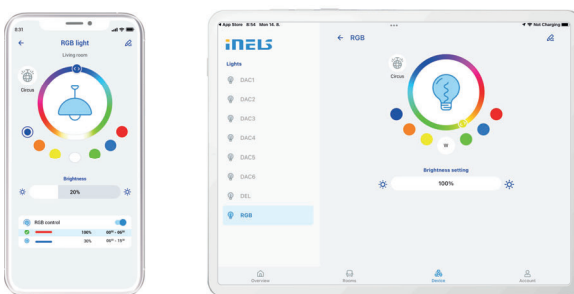 8:31
RGB light
Living room
Circus
Brightness
20%
RGB control
100%
30%
App Store 8:54 Mon 14. 8.
Not Charging
iNELS
RGB
Lights
Circus
DAC1
DAC2
DAC3
DAC4
DAC5
DAC6
DEL
RGB
W
Brightness setting
100%
Overview
Rooms
Device
Account